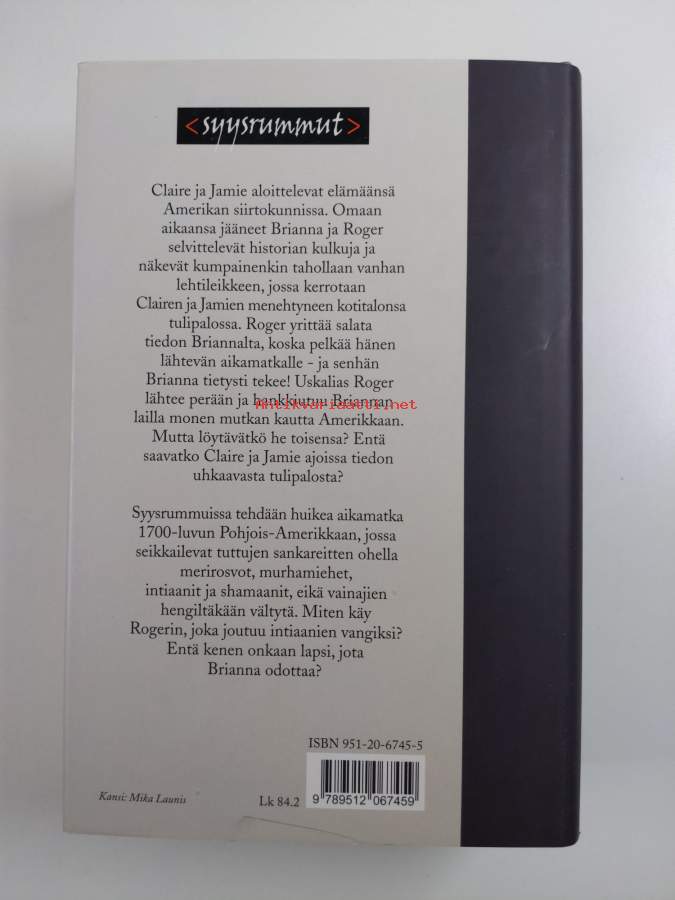 <syysrummut>
Claire ja Jamie aloittelevat elämäänsä
Amerikan siirtokunnissa. Omaan
aikaansa jääneet Brianna ja Roger
selvittelevät historian kulkuja ja
näkevät kumpainenkin tahollaan vanhan
lehtileikkeen, jossa kerrotaan
Clairen ja Jamien menehtyneen kotitalonsa
tulipalossa. Roger yrittää salata
tiedon Briannalta, koska pelkää hänen
lähtevän aikamatkalle - ja senhän
Brianna tietysti tekee! Uskalias Roger
lähtee perään ja hankkiutuu Briannan
Antikvariaatti.net
lailla monen mutkan kautta Amerikkaan.
Mutta löytävätkö he toisensa? Entä
saavatko Claire ja Jamie ajoissa tiedon
uhkaavasta tulipalosta?
Syysrummuissa tehdään huikea aikamatka
1700-luvun Pohjois-Amerikkaan, jossa
seikkailevat tuttujen sankareitten ohella
merirosvot, murhamiehet,
intiaanit ja shamaanit, eikä vainajien
hengiltäkään vältytä. Miten käy
Rogerin, joka joutuu intiaanien vangiksi?
Entä kenen onkaan lapsi, jota
Brianna odottaa?
ISBN 951-20-6745-5
Kansi: Mika Launis
Lk 84.2
9 789512 067459